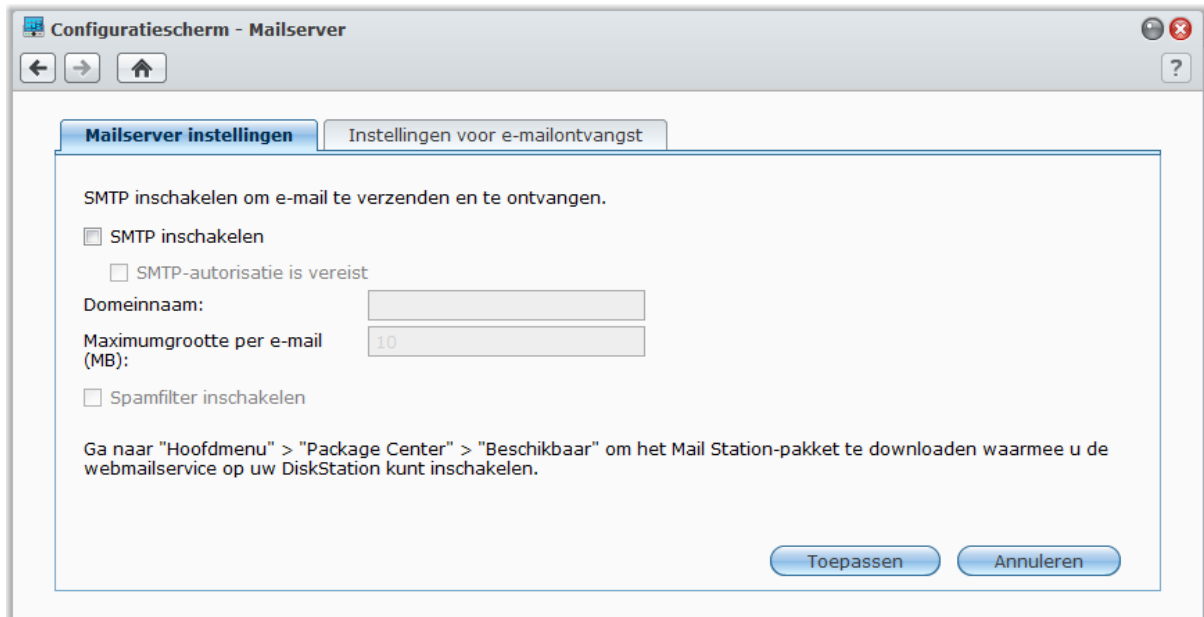 Configuratiescherm - Mailserver
?
Mailserver instellingen
Instellingen voor e-mailontvangst
SMTP inschakelen om e-mail te verzenden en te ontvangen.
SMTP inschakelen
SMTP-autorisatie is vereist
Domeinnaam:
Maximumgrootte per e-mail
(MB):
10
Spamfilter inschakelen
Ga naar "Hoofdmenu" > "Package Center" > "Beschikbaar" om het Mail Station-pakket te downloaden waarmee u de
webmailservice op uw DiskStation kunt inschakelen.
Toepassen
Annuleren